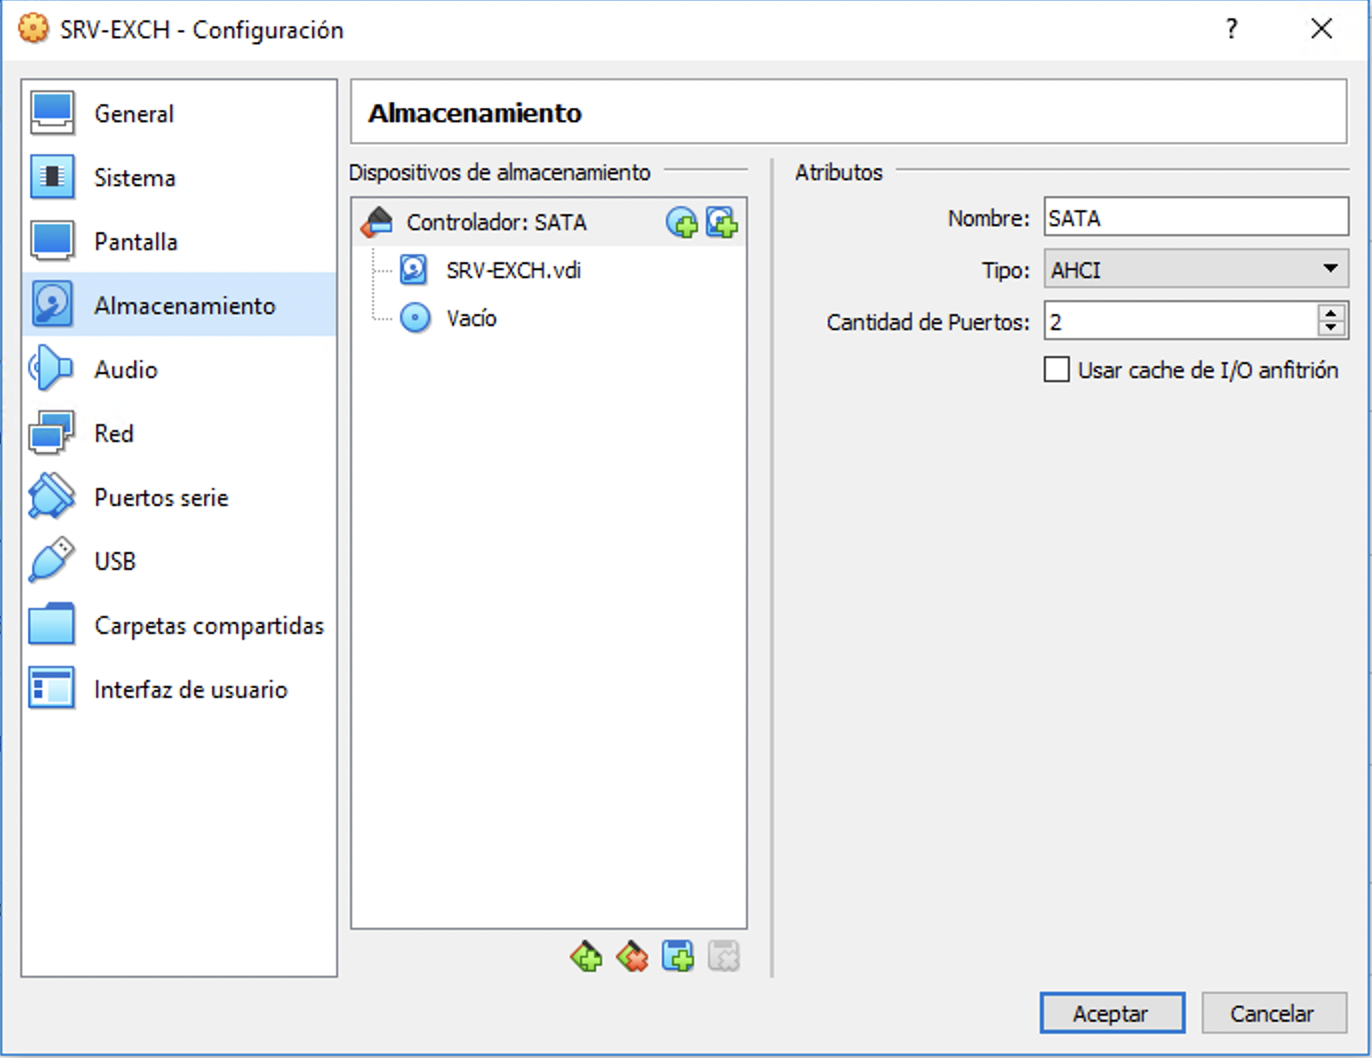 SRV-EXCH - Configuración
?
General
Sistema
Pantalla
Almacenamiento
Audio
Red
Puertos serie
USB
Carpetas compartidas
Interfaz de usuario
Almacenamiento
Dispositivos de almacenamiento
Controlador: SATA
SRV-EXCH.vdi
Vacío
Atributos
Nombre: SATA
Tipo: AHCI
Cantidad de Puertos: 2
Usar cache de I/O anfitrión
Aceptar
Cancelar